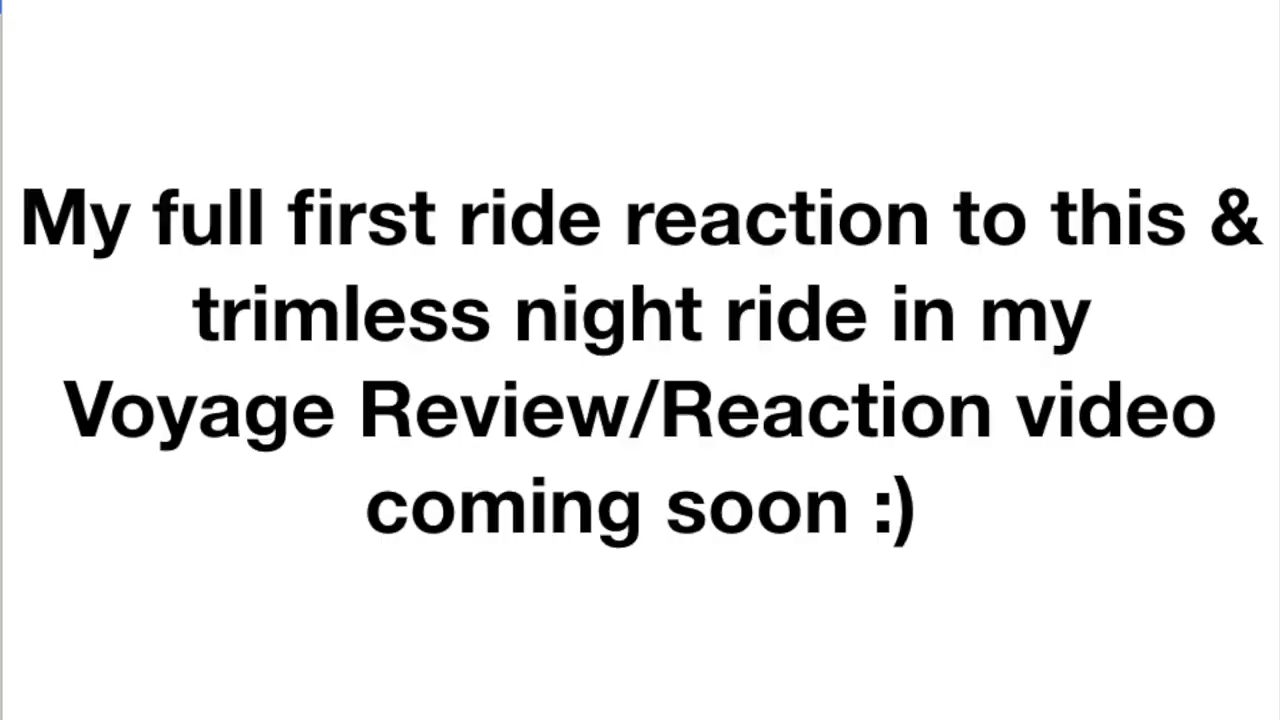 My full first ride reaction to this &
trimless night ride in my
Voyage Review/Reaction video
coming soon :)